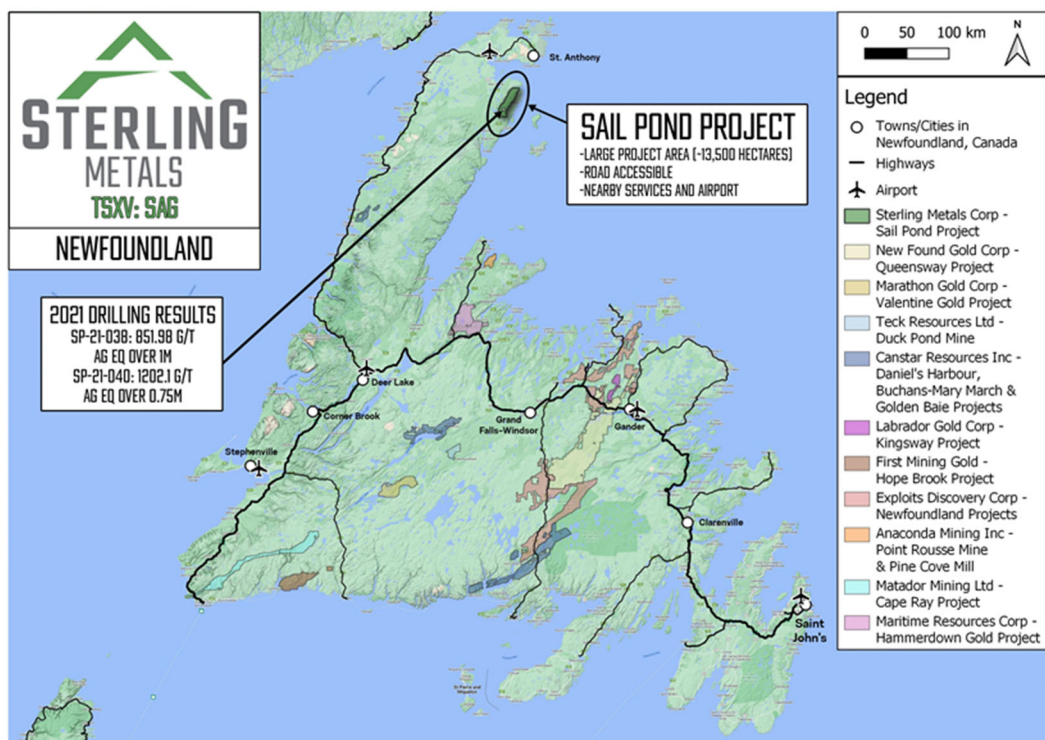 STERLING
METALS
TSXV: SAG
NEWFOUNDLAND
0 50 100 km
N
St. Anthony
SAIL POND PROJECT
-LARGE PROJECT AREA (~13,500 HECTARES)
-ROAD ACCESSIBLE
-NEARBY SERVICES AND AIRPORT
2021 DRILLING RESULTS
SP-21-038: 851.98 G/T
AG EQ OVER 1M
SP-21-040: 1202.1 G/T
AG EQ OVER 0.75M
Deer Lake
Corner Brook
Grand
Falls-Windsor
Gander
Stephenville
Clarenville
Saint
John's
St Pierre and
Miquelon
Legend
Towns/Cities in
Newfoundland, Canada
Highways
Airport
Sterling Metals Corp -
Sail Pond Project
New Found Gold Corp -
Queensway Project
Marathon Gold Corp -
Valentine Gold Project
Teck Resources Ltd -
Duck Pond Mine
Canstar Resources Inc -
Daniel's Harbour,
Buchans-Mary March &
Golden Baie Projects
Labrador Gold Corp -
Kingsway Project
First Mining Gold -
Hope Brook Project
Exploits Discovery Corp -
Newfoundland Projects
Anaconda Mining Inc -
Point Rousse Mine
& Pine Cove Mill
Matador Mining Ltd -
Cape Ray Project
Maritime Resources Corp -
Hammerdown Gold Project